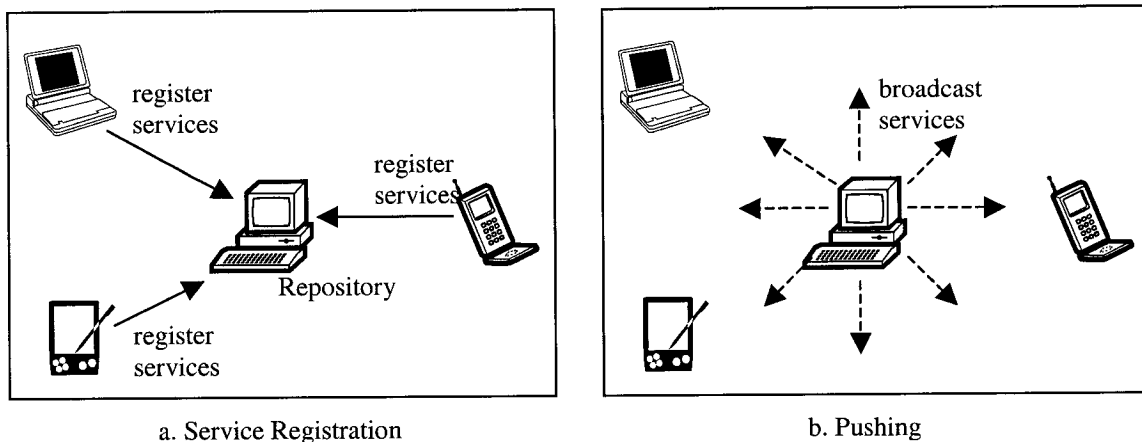 register
services
register
services
Repository
register
services
a. Service Registration
broadcast
services
b. Pushing